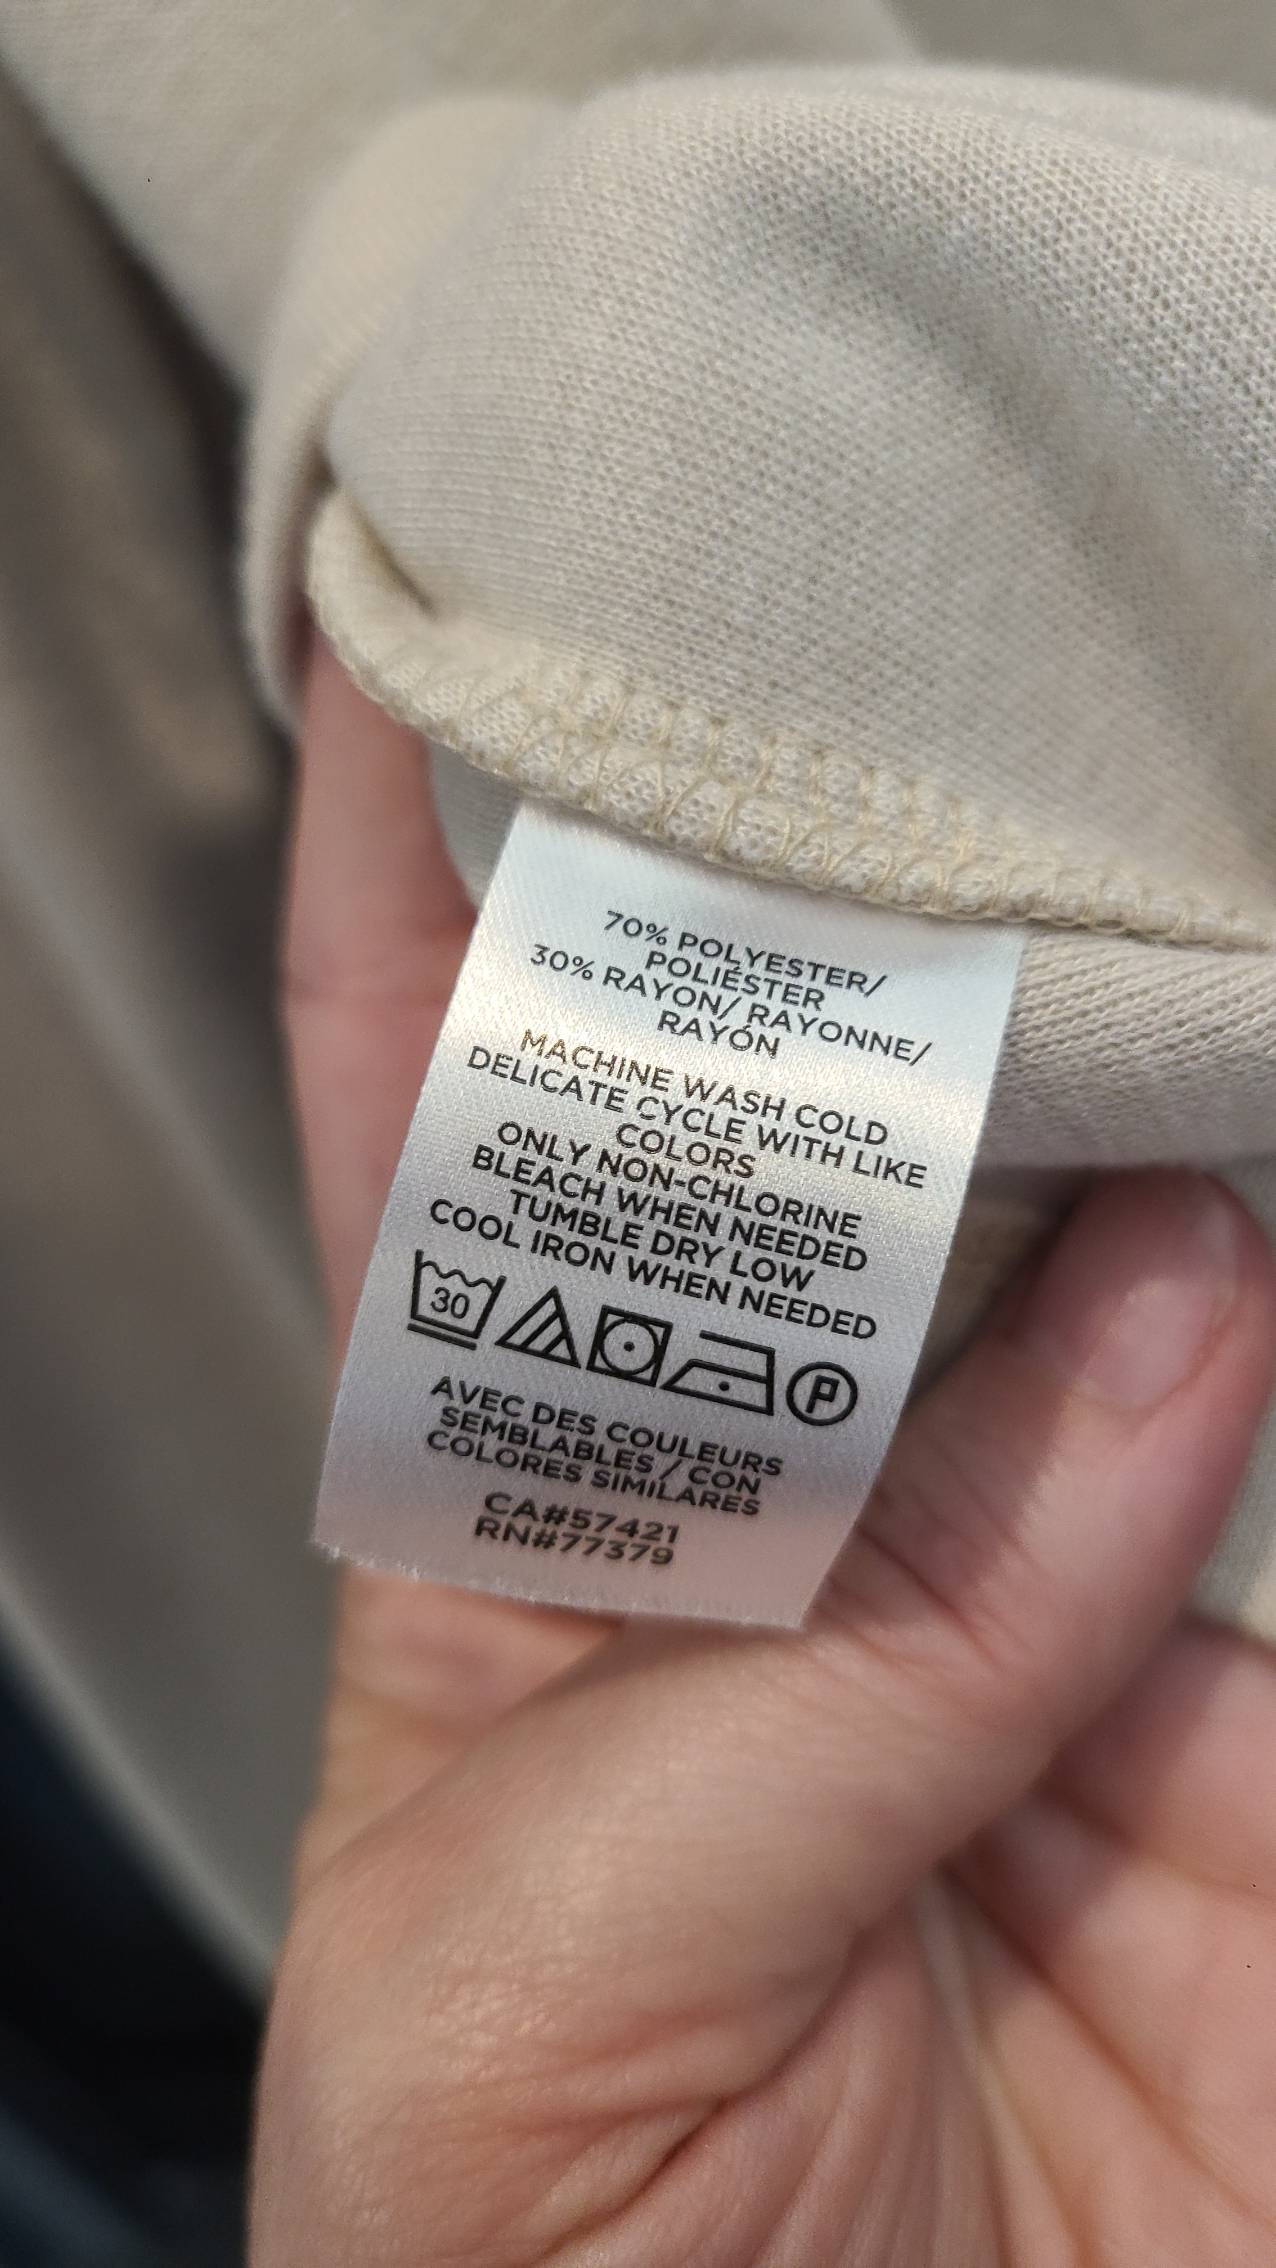 70% POLYESTER/
POLIÉSTER
30% RAYON/ RAYONNE/
RAYÓN
MACHINE WASH COLD
DELICATE CYCLE WITH LIKE
COLORS
ONLY NON-CHLORINE
BLEACH WHEN NEEDED
TUMBLE DRY LOW
COOL IRON WHEN NEEDED
30 P
AVEC DES COULEURS
SEMBLABLES / CON
COLORES SIMILARES
CA#57421
RN#77379